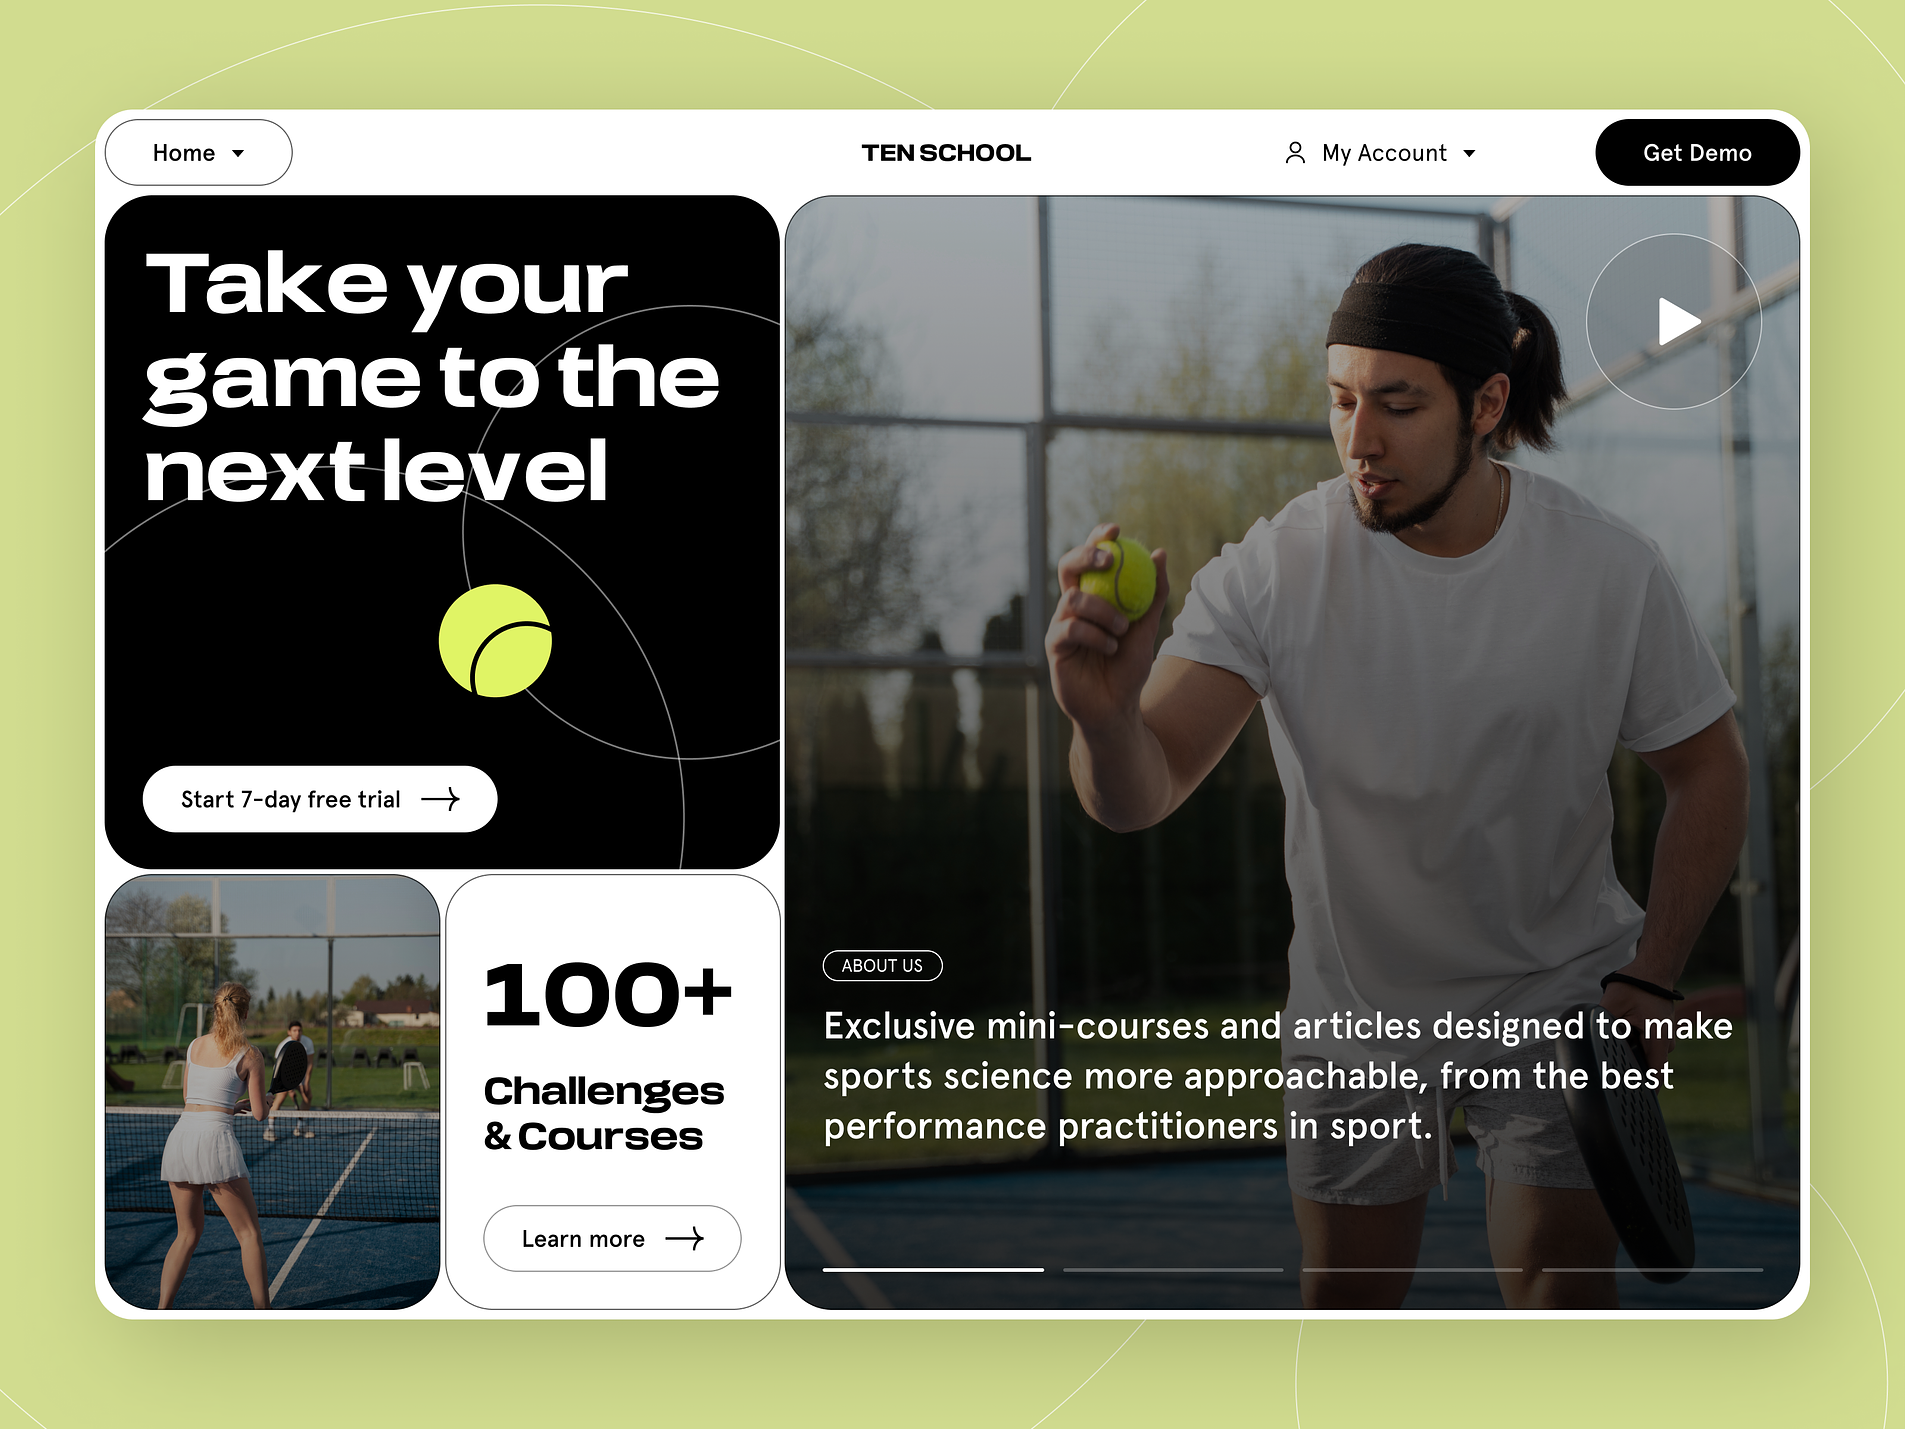 Home
TEN SCHOOL
My Account
Get Demo
Take your
game to the
next level
Start 7-day free trial
100+
Challenges
& Courses
Learn more
ABOUT US
Exclusive mini-courses and articles designed to make
sports science more approachable, from the best
performance practitioners in sport.